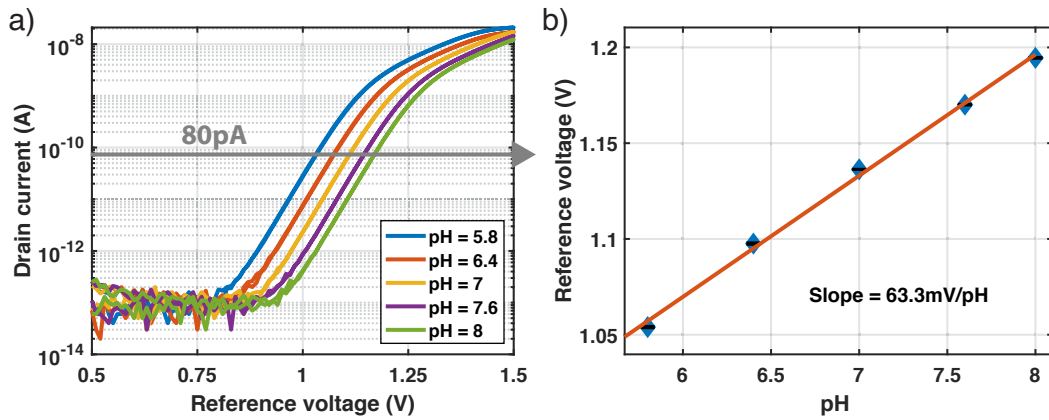 a)
10⁻⁸
10⁻¹⁰
10⁻¹²
10⁻¹⁴
Drain current (A)
80pA
pH = 5.8
pH = 6.4
pH = 7
pH = 7.6
pH = 8
0.5 0.75 1 1.25 1.5
Reference voltage (V)
b)
1.2
1.15
1.1
1.05
Reference voltage (V)
Slope = 63.3mV/pH
6 6.5 7 7.5 8
pH